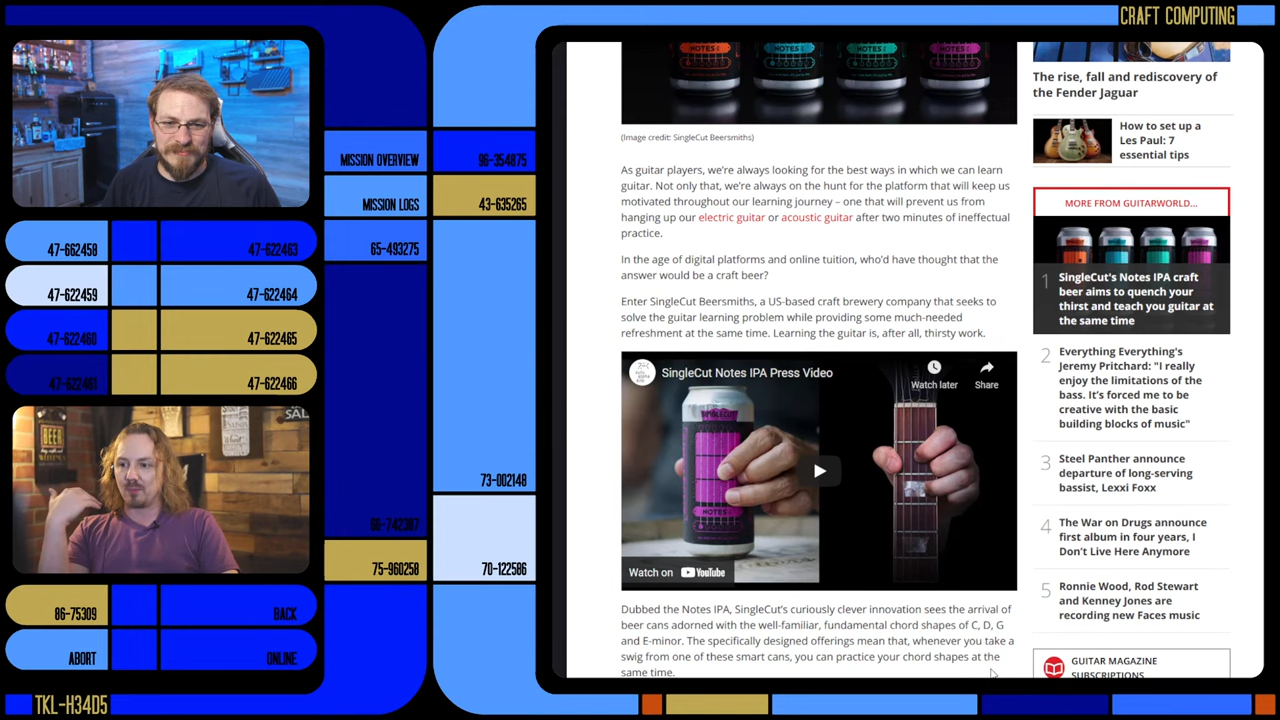 CRAFT COMPUTING
MISSION OVERVIEW
96-354875
MISSION LOGS
43-635265
47-662458
47-622463
65-493275
47-622459
47-622464
47-622460
47-622465
47-622461
47-622466
73-002148
96-742387
75-960258
70-122586
86-75309
BACK
ABORT
ONLINE
TKL-H34D5
BEER
SAISON
(Image credit: SingleCut Beersmiths)
As guitar players, we're always looking for the best ways in which we can learn
guitar. Not only that, we're always on the hunt for the platform that will keep us
motivated throughout our learning journey – one that will prevent us from
hanging up our electric guitar or acoustic guitar after two minutes of ineffectual
practice.
In the age of digital platforms and online tuition, who'd have thought that the
answer would be a craft beer?
Enter SingleCut Beersmiths, a US-based craft brewery company that seeks to
solve the guitar learning problem while providing some much-needed
refreshment at the same time. Learning the guitar is, after all, thirsty work.
SingleCut Notes IPA Press Video
Watch later
Share
SINGLECUT
NOTES
Watch on YouTube
Dubbed the Notes IPA, SingleCut's curiously clever innovation sees the arrival of
beer cans adorned with the well-familiar, fundamental chord shapes of C, D, G
and E-minor. The specifically designed offerings mean that, whenever you take a
swig from one of these smart cans, you can practice your chord shapes at the
same time.
NOTES
NOTES
NOTES
NOTES
The rise, fall and rediscovery of
the Fender Jaguar
How to set up a
Les Paul: 7
essential tips
MORE FROM GUITARWORLD...
1
SingleCut's Notes IPA craft
beer aims to quench your
thirst and teach you guitar at
the same time
2
Everything Everything's
Jeremy Pritchard: "I really
enjoy the limitations of the
bass. It's forced me to be
creative with the basic
building blocks of music"
3
Steel Panther announce
departure of long-serving
bassist, Lexxi Foxx
4
The War on Drugs announce
first album in four years, I
Don't Live Here Anymore
5
Ronnie Wood, Rod Stewart
and Kenney Jones are
recording new Faces music
GUITAR MAGAZINE
SUBSCRIPTIONS